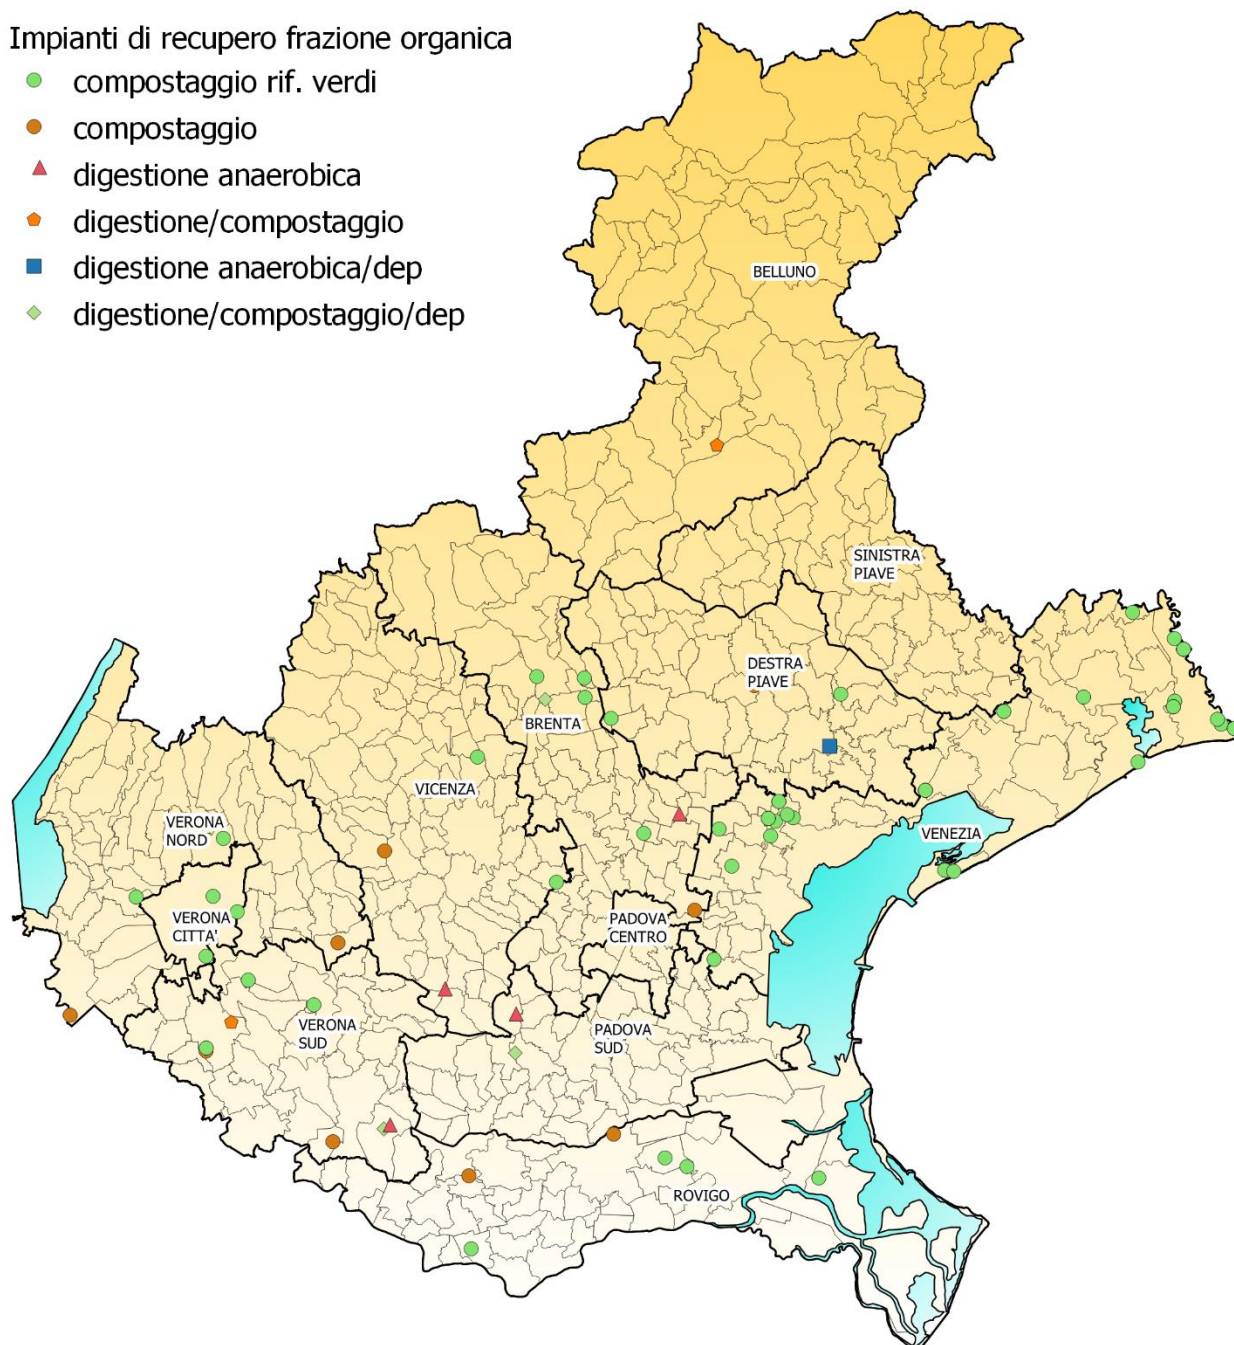 Impianti di recupero frazione organica
compostaggio rif. verdi
compostaggio
digestione anaerobica
digestione/compostaggio
digestione anaerobica/dep
digestione/compostaggio/dep
BELLUNO
SINISTRA
PIAVE
DESTRA
PIAVE
BRENTA
VICENZA
VERONA
NORD
VENEZIA
VERONA
CITTA'
PADOVA
CENTRO
VERONA
SUD
PADOVA
SUD
ROVIGO